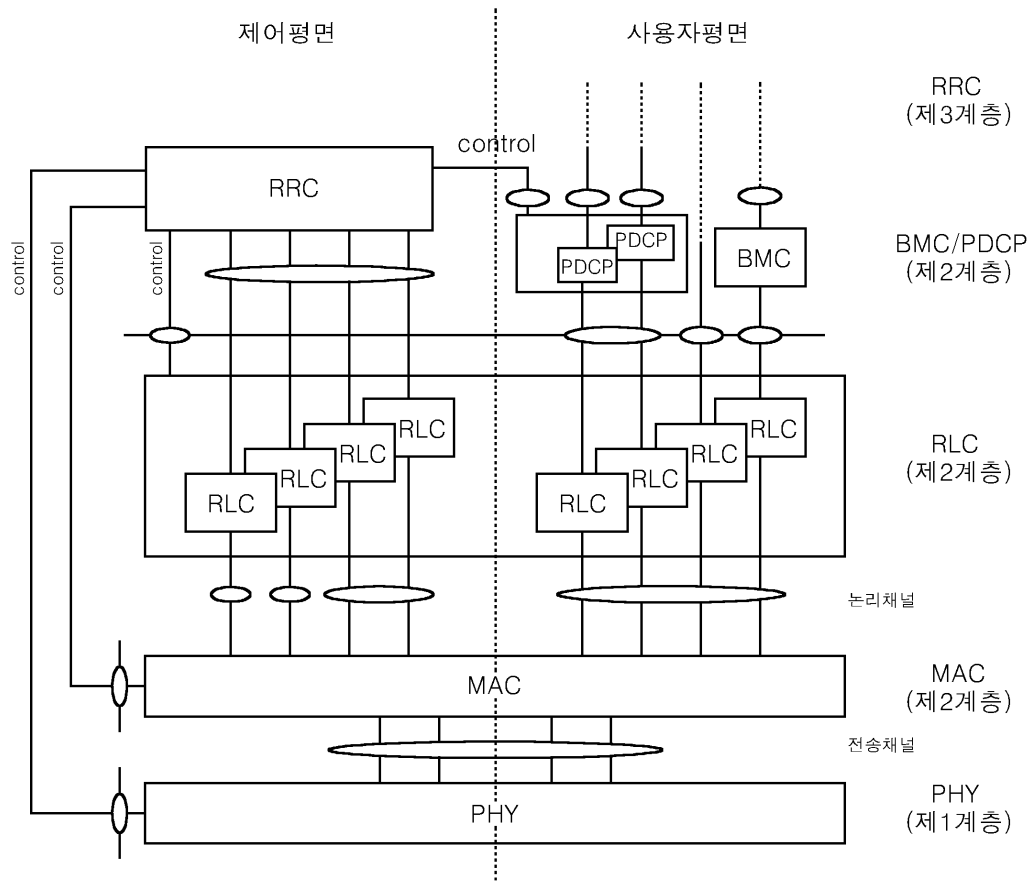 제어평면
사용자평면
RRC
(제3계층)
control
RRC
control
control
control
PDCP
PDCP
BMC
BMC/PDCP
(제2계층)
RLC
RLC
RLC
RLC
RLC
RLC
RLC
RLC
RLC
(제2계층)
논리채널
MAC
MAC
(제2계층)
전송채널
PHY
PHY
(제1계층)